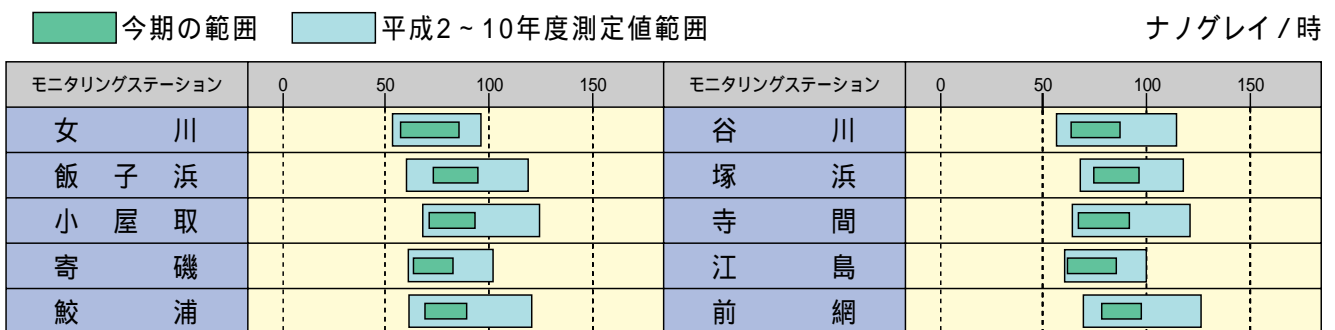 今期の範囲 平成2~10年度測定値範囲 ナノグレイ/時
モニタリングステーション 0 50 100 150 モニタリングステーション 0 50 100 150
女川 谷川
飯子浜 塚浜
小屋取 寺間
寄磯 江島
鮫浦 前網